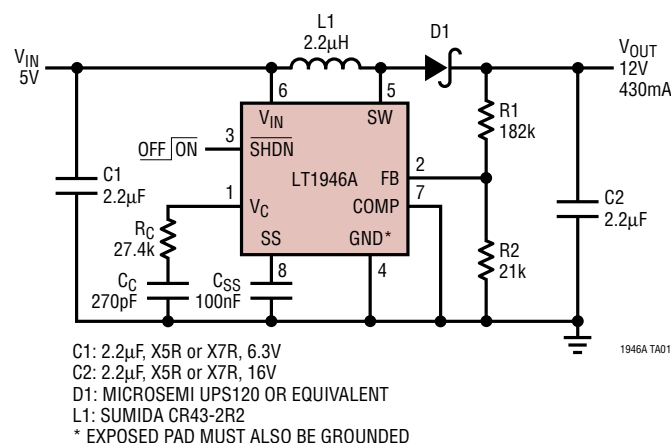 L1
2.2µH
D1
VIN
5V
VOUT
12V
430mA
6
5
VIN
SW
R1
182k
OFF ON
3
SHDN
LT1946A
FB
2
C1
2.2µF
1
VC
COMP
7
C2
2.2µF
RC
27.4k
SS
GND*
R2
21k
CC
270pF
CSS
100nF
8
4
1946A TA01
C1: 2.2µF, X5R or X7R, 6.3V
C2: 2.2µF, X5R or X7R, 16V
D1: MICROSEMI UPS120 OR EQUIVALENT
L1: SUMIDA CR43-2R2
* EXPOSED PAD MUST ALSO BE GROUNDED